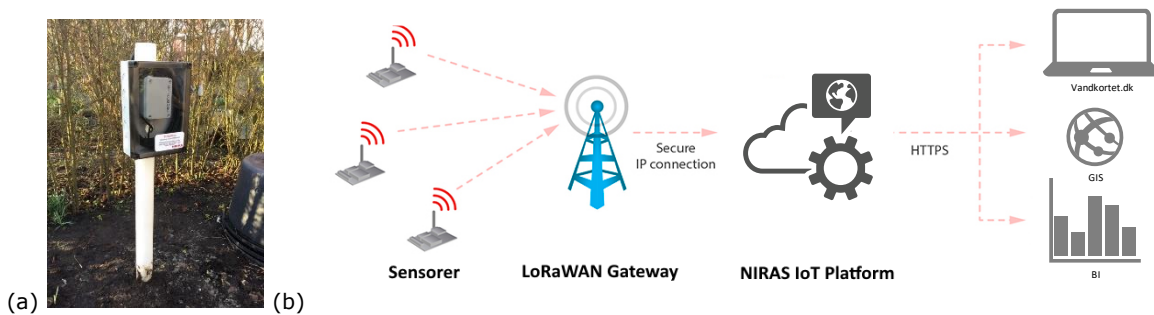 Vandkortet.dk
Secure
IP connection
HTTPS
GIS
Sensorer
LoRaWAN Gateway
NIRAS IoT Platform
BI
(a)
(b)